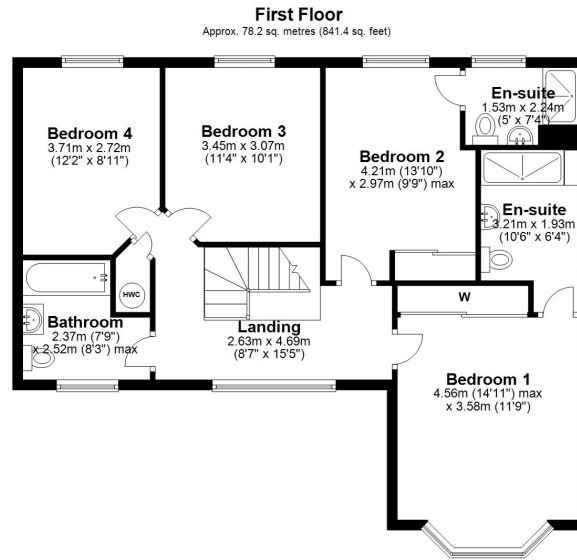 First Floor
Approx. 78.2 sq. metres (841.4 sq. feet)
Bedroom 4
3.71m x 2.72m
(12'2" x 8'11")
Bedroom 3
3.45m x 3.07m
(11'4" x 10'1")
Bedroom 2
4.21m (13'10")
x 2.97m (9'9") max
En-suite
1.53m x 2.24m
(5' x 7'4")
En-suite
3.21m x 1.93m
(10'6" x 6'4")
HWC
Bathroom
2.37m (7'9")
x 2.52m (8'3") max
Landing
2.63m x 4.69m
(8'7" x 15'5")
W
Bedroom 1
4.56m (14'11") max
x 3.58m (11'9")